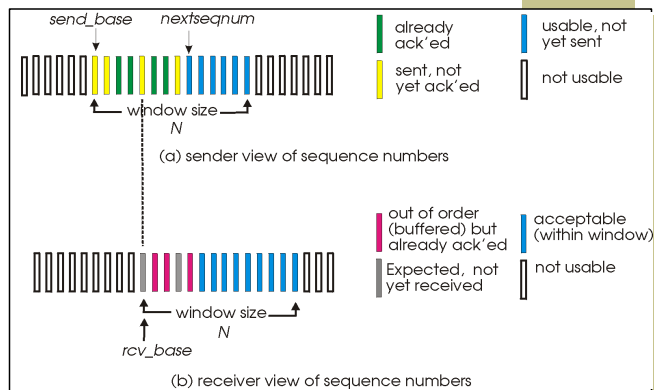 send_base
nextseqnum
already
ack'ed
usable, not
yet sent
sent, not
yet ack'ed
not usable
window size
N
(a) sender view of sequence numbers
out of order
(buffered) but
already ack'ed
acceptable
(within window)
Expected, not
yet received
not usable
window size
N
rcv_base
(b) receiver view of sequence numbers